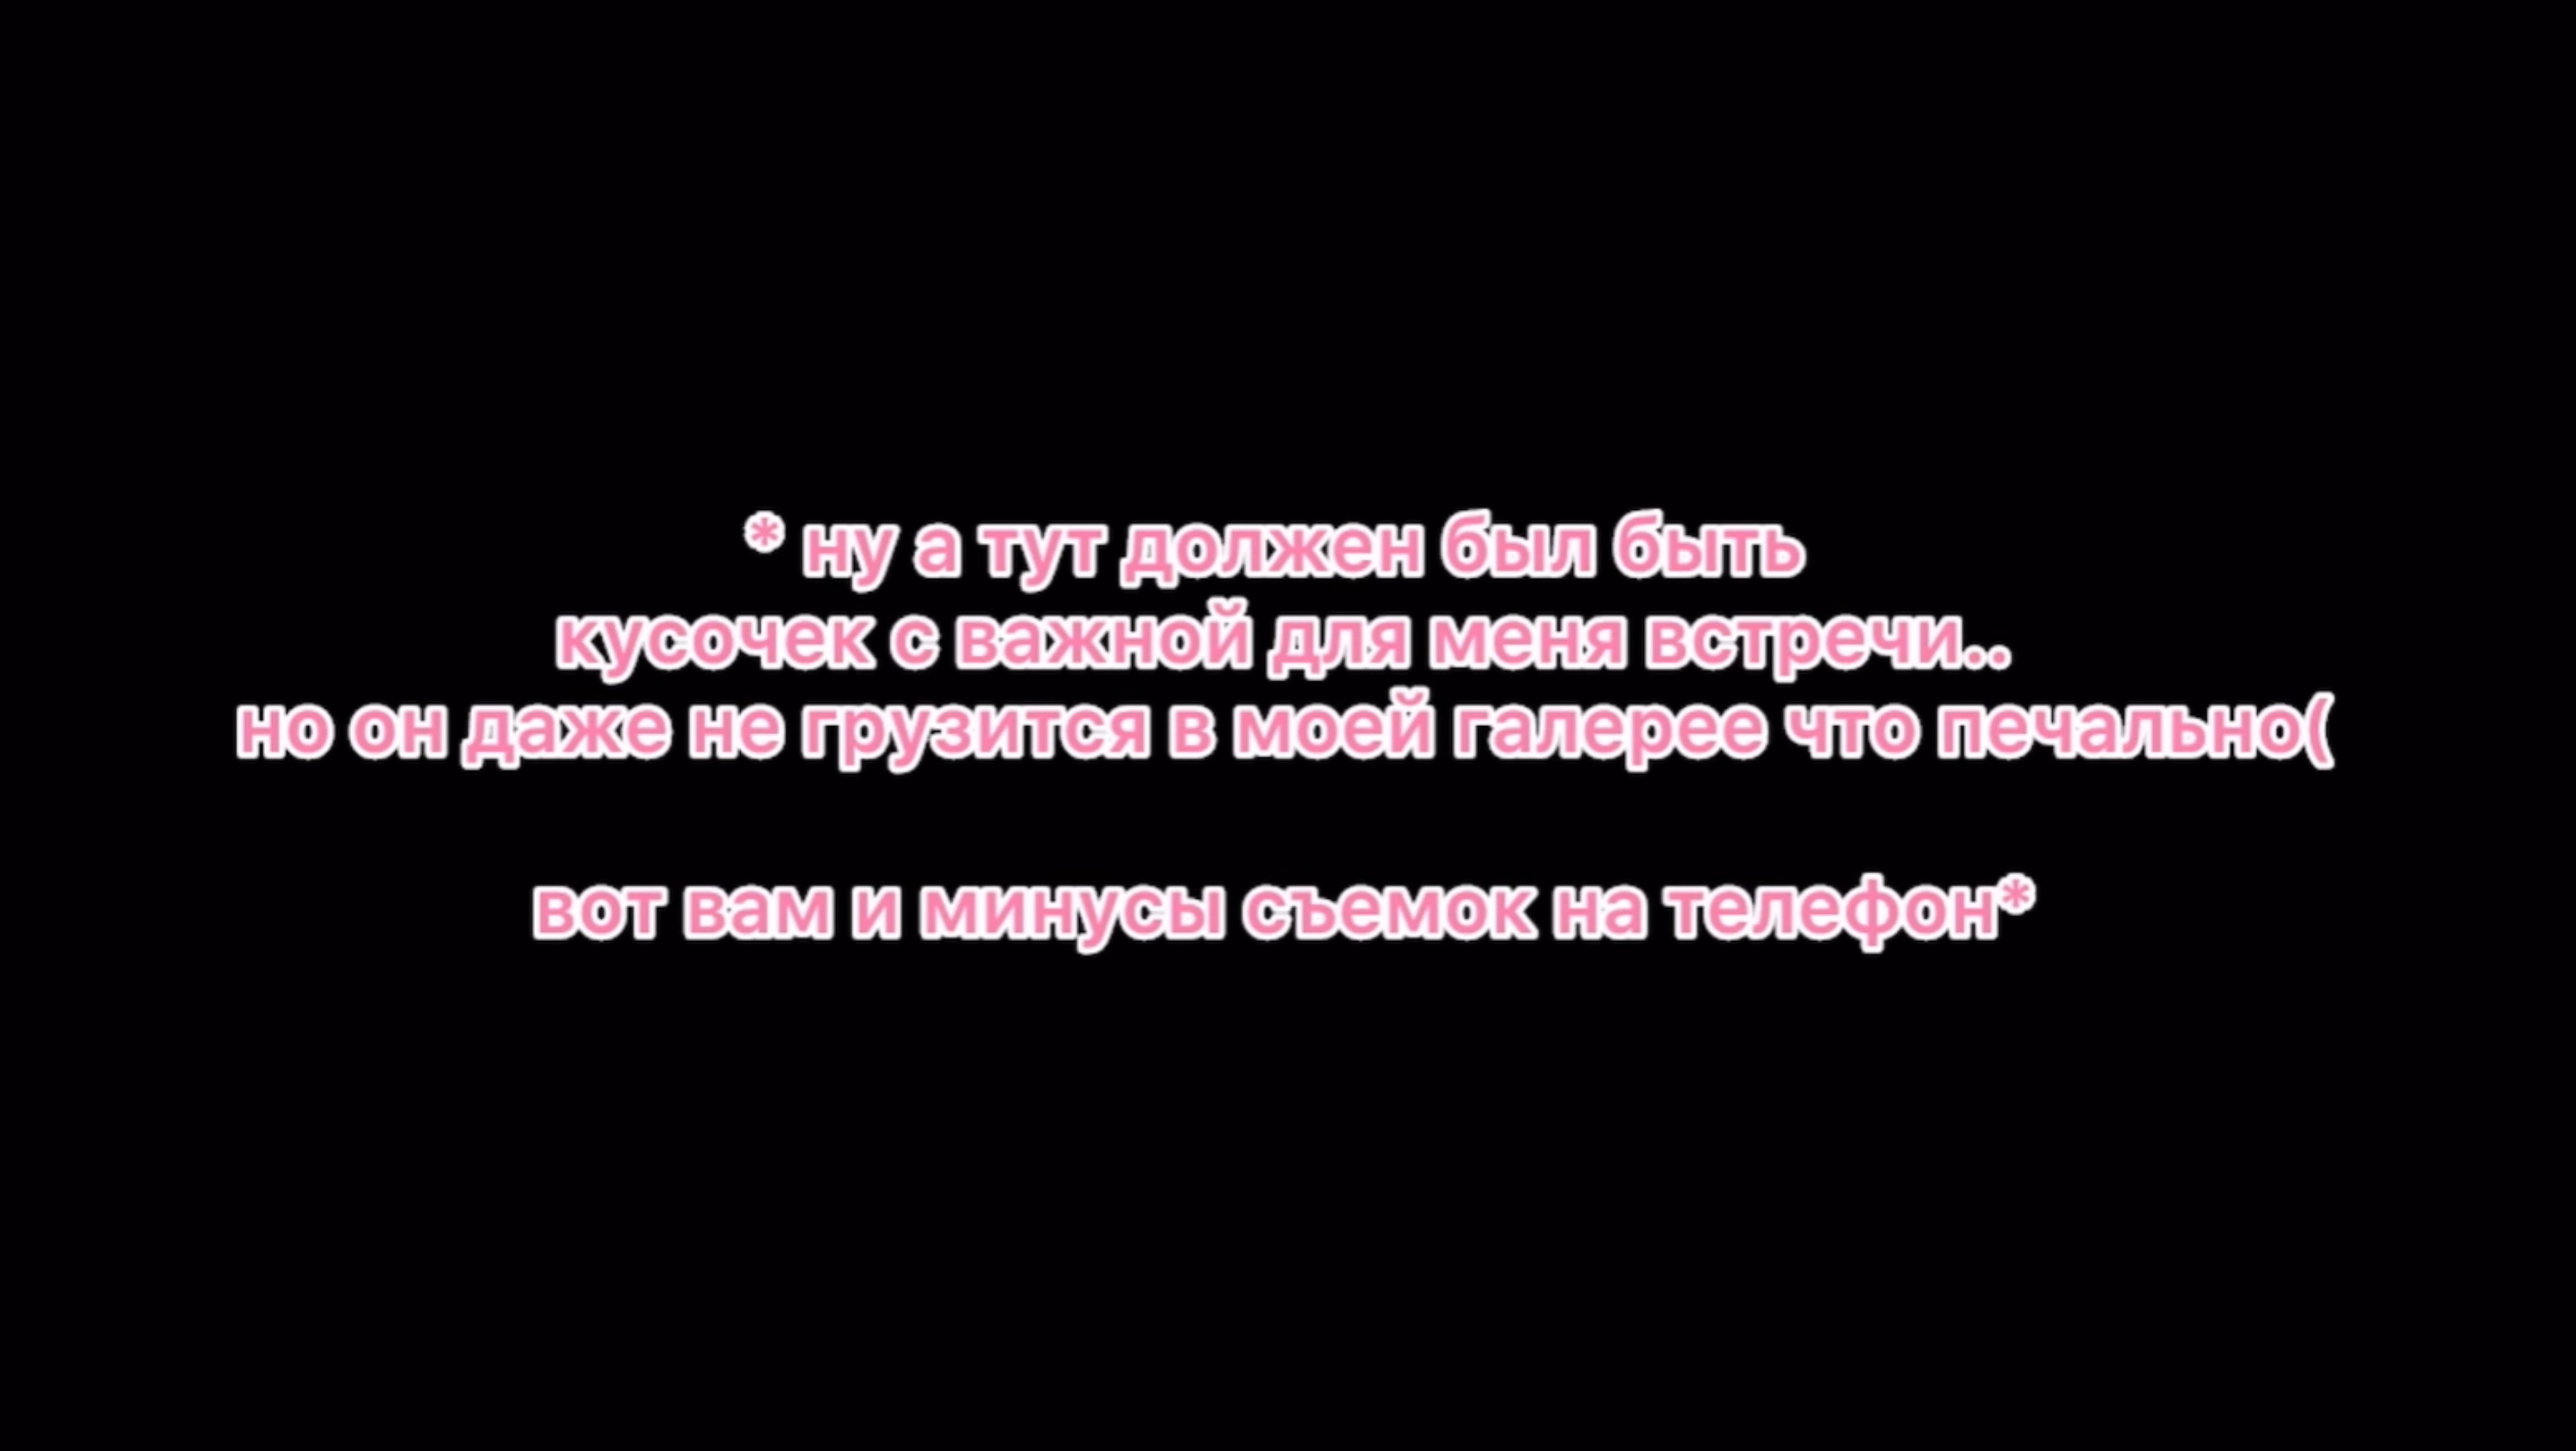 * ну а тут должен был быть
кусочек с важной для меня встречи..
но он даже не грузится в моей галерее что печально(
вот вам и минусы съемок на телефон*